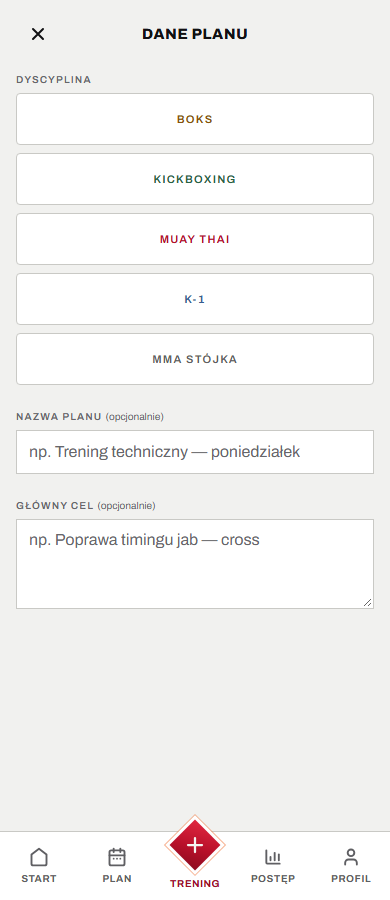 DANE PLANU
DYSCYPLINA
BOKS
KICKBOXING
MUAY THAI
K-1
MMA STÓJKA
NAZWA PLANU (opcjonalnie)
np. Trening techniczny — poniedziałek
GŁÓWNY CEL (opcjonalnie)
np. Poprawa timingu jab — cross
START
PLAN
TRENING
POSTĘP
PROFIL